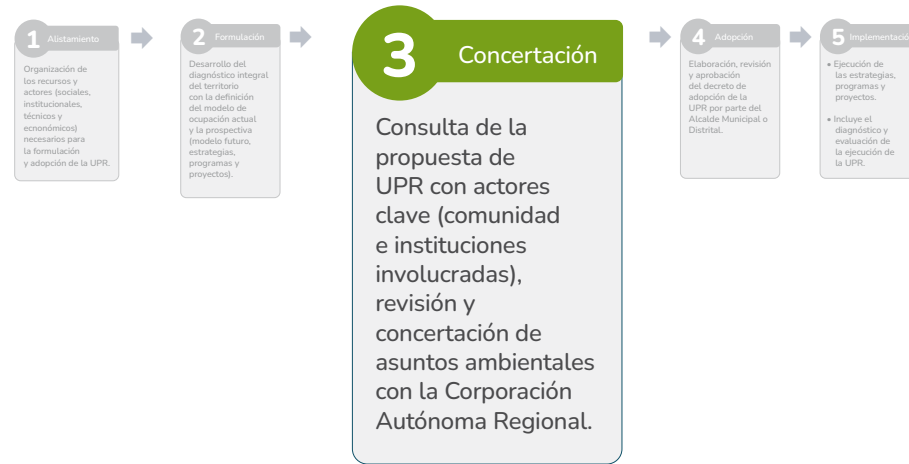 1 Alistamiento
Organización de
los recursos y
actores (sociales,
institucionales,
técnicos y
ecnonómicos)
necesarios para
la formulación
y adopción de la UPR.
2 Formulación
Desarrollo del
diagnóstico integral
del territorio
con la definición
del modelo de
ocupación actual
y la prospectiva
(modelo futuro,
estrategias,
programas y
proyectos).
3 Concertación
Consulta de la
propuesta de
UPR con actores
clave (comunidad
e instituciones
involucradas),
revisión y
concertación de
asuntos ambientales
con la Corporación
Autónoma Regional.
4 Adopción
Elaboración, revisión
y aprobación
del decreto de
adopción de la
UPR por parte del
Alcalde Municipal o
Distrital.
5 Implementación
• Ejecución de
las estrategias,
programas y
proyectos.
• Incluye el
diagnóstico y
evaluación de
la ejecución de
la UPR.